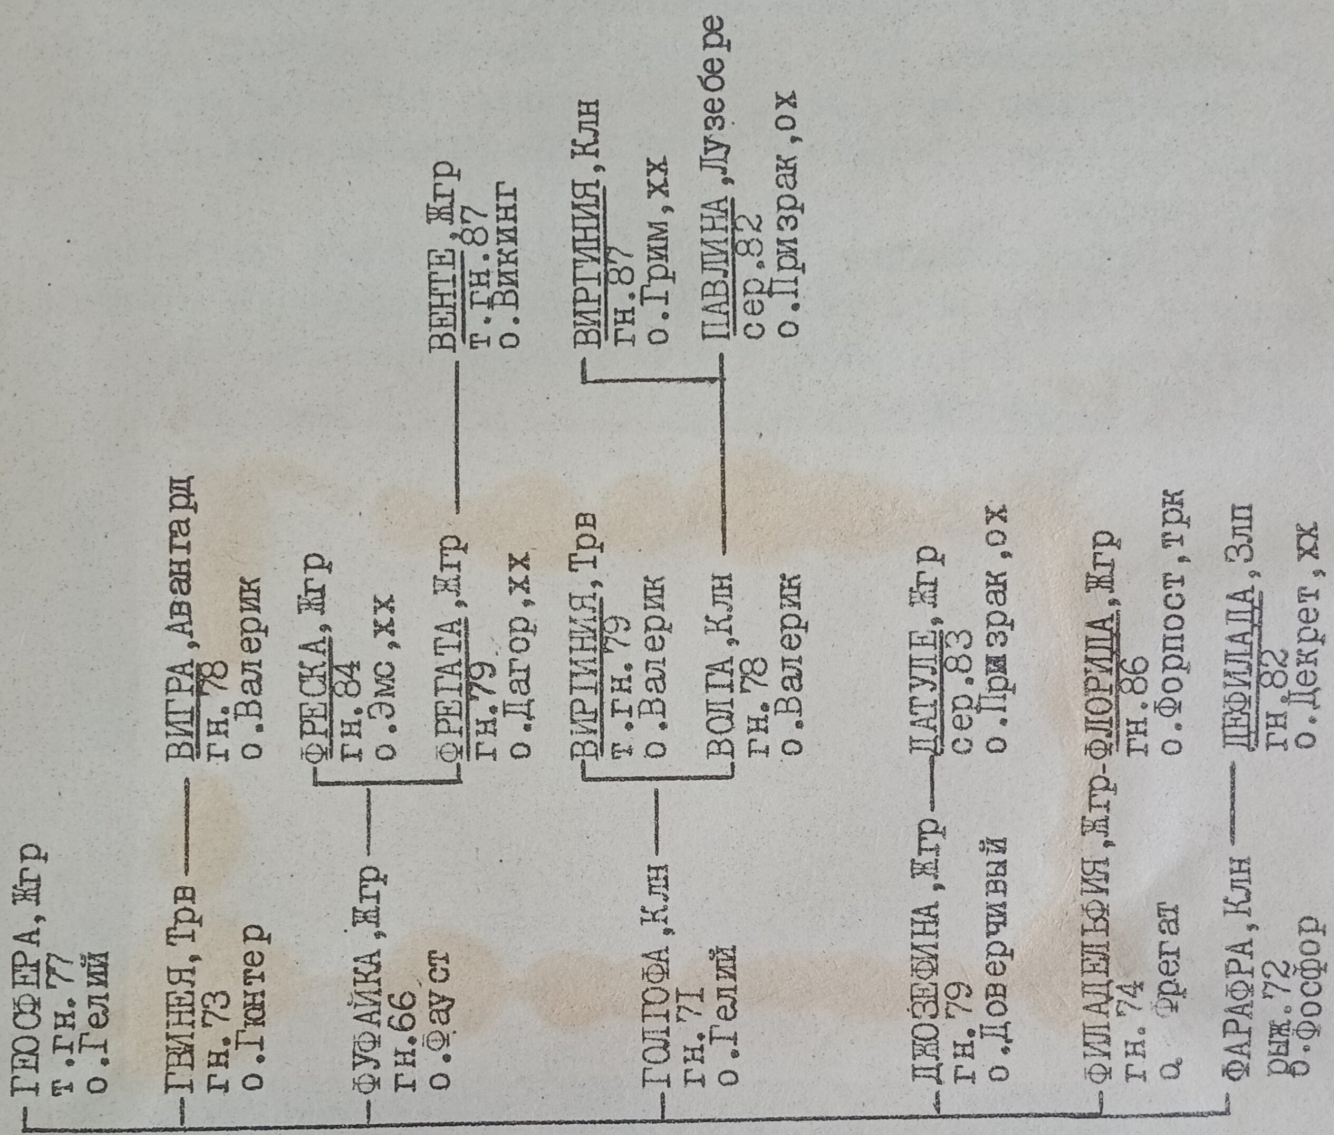 ГЕОФЕРА,Жгр
т.гн.77
о.Гелий
ГВИНЕЯ,Трв
гн.73
о.Гюнтер
ВИГРА,Авангард
гн.78
о.Валерик
ФУФАЙКА,Жгр
гн.66
о.Фауст
ФРЕСКА,Жгр
гн.84
о.Эмс,хх
ФРЕГАТА,Жгр
гн.79
о.Дагор,хх
ВЕНТЕ,Жгр
т.гн.87
о.Викинг
ГОЛГОФА,Клн
гн.71
о.Гелий
ВИРГИНИЯ,Трв
т.гн.79
о.Валерик
ВОЛГА,Клн
гн.78
о.Валерик
ВИРГИНИЯ,Клн
гн.87
о.Грим,хх
ПАВЛИНА,Лузебере
сер.82
о.Призрак,ох
ДЖОЗЕФИНА,Жгр
гн.79
о.Доверчивый
ДАТУЛЕ,Жгр
сер.83
о.Призрак,ох
ФИЛАДЕЛЬФИЯ,Жгр-ФЛОРИЦА,Жгр
гн.74
о Фрегат
гн.86
о.Форпост,трк
ФАРАФРА,Клн
рыж.72
о.Фосфор
ДЕФИЛАДА,Злп
гн.82
о.Декрет,хх